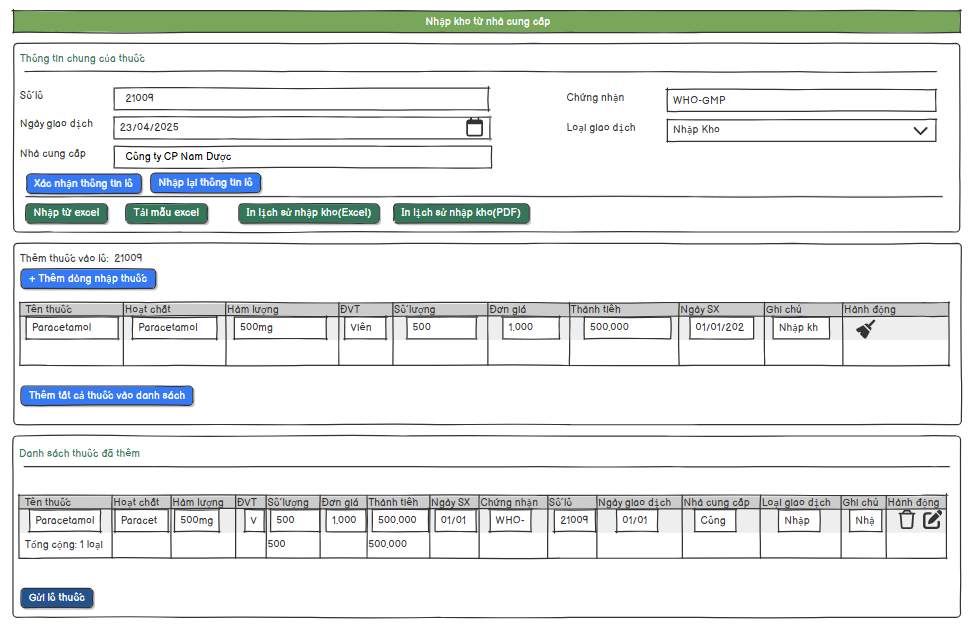 Nhập kho từ nhà cung cấp
Thông tin chung của thuốc
Số lô 21009 Chứng nhận WHO-GMP
Ngày giao dịch 23/04/2025 Loại giao dịch Nhập Kho
Nhà cung cấp Công ty CP Nam Dược
Xác nhận thông tin lô Nhập lại thông tin lô
Nhập từ excel Tải mẫu excel In lịch sử nhập kho(Excel) In lịch sử nhập kho(PDF)
Thêm thuốc vào lô: 21009
+ Thêm dòng nhập thuốc
Tên thuốc Hoạt chất Hàm lượng ĐVT Số lượng Đơn giá Thành tiền Ngày SX Ghi chú Hành động
Paracetamol Paracetamol 500mg Viên 500 1,000 500,000 01/01/202 Nhập kh
Thêm tất cả thuốc vào danh sách
Danh sách thuốc đã thêm
Tên thuốc Hoạt chất Hàm lượng ĐVT Số lượng Đơn giá Thành tiền Ngày SX Chứng nhận Số lô Ngày giao dịch Nhà cung cấp Loại giao dịch Ghi chú Hành động
Paracetamol Paracet 500mg V 500 1,000 500,000 01/01 WHO- 21009 01/01 Công Nhập Nhậ
Tổng cộng: 1 loại 500 500,000
Gửi lô thuốc